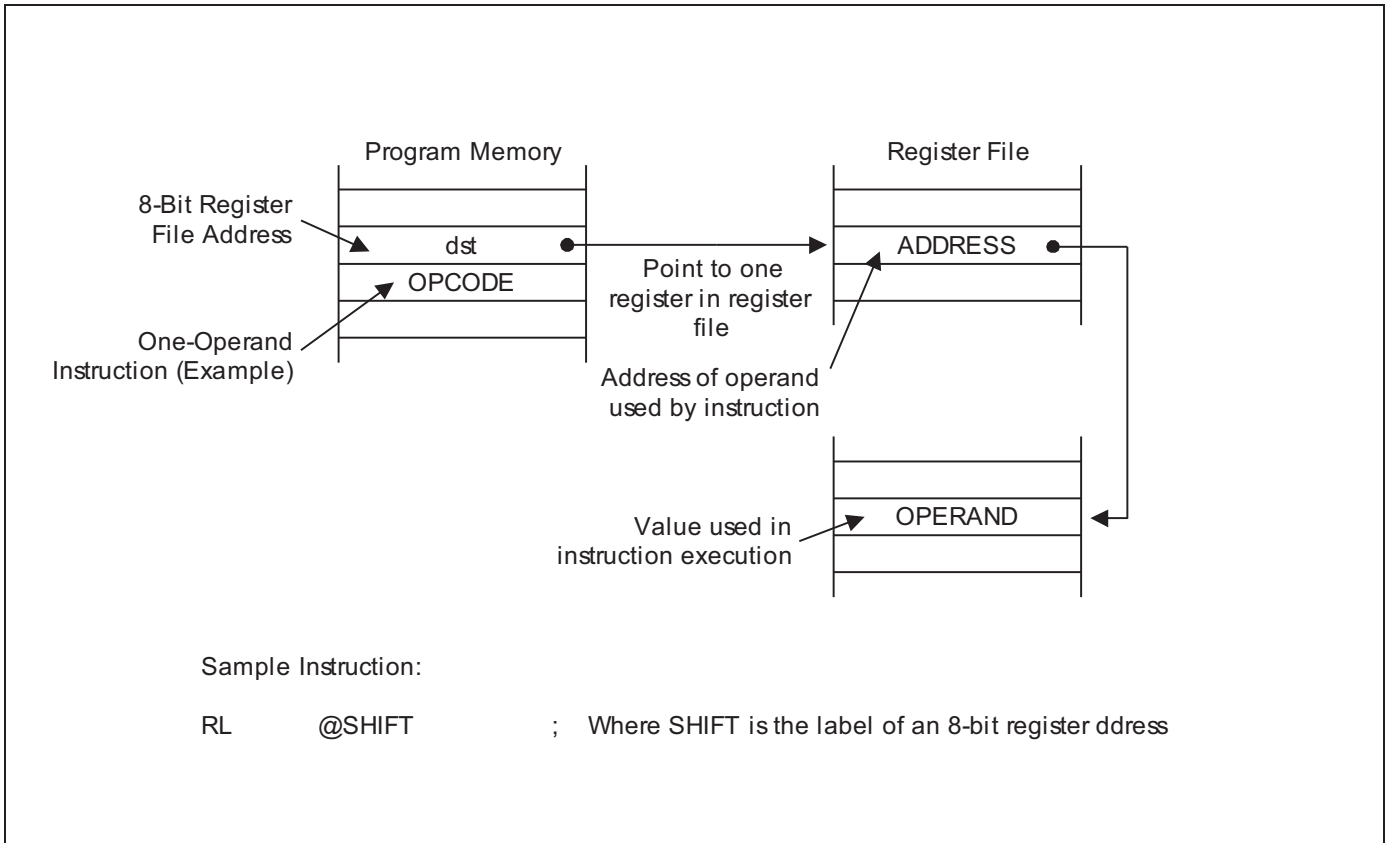 Program Memory
Register File
8-Bit Register
File Address
dst
ADDRESS
OPCODE
Point to one
register in register
file
One-Operand
Instruction (Example)
Address of operand
used by instruction
OPERAND
Value used in
instruction execution
Sample Instruction:
RL @SHIFT ; Where SHIFT is the label of an 8-bit register ddress